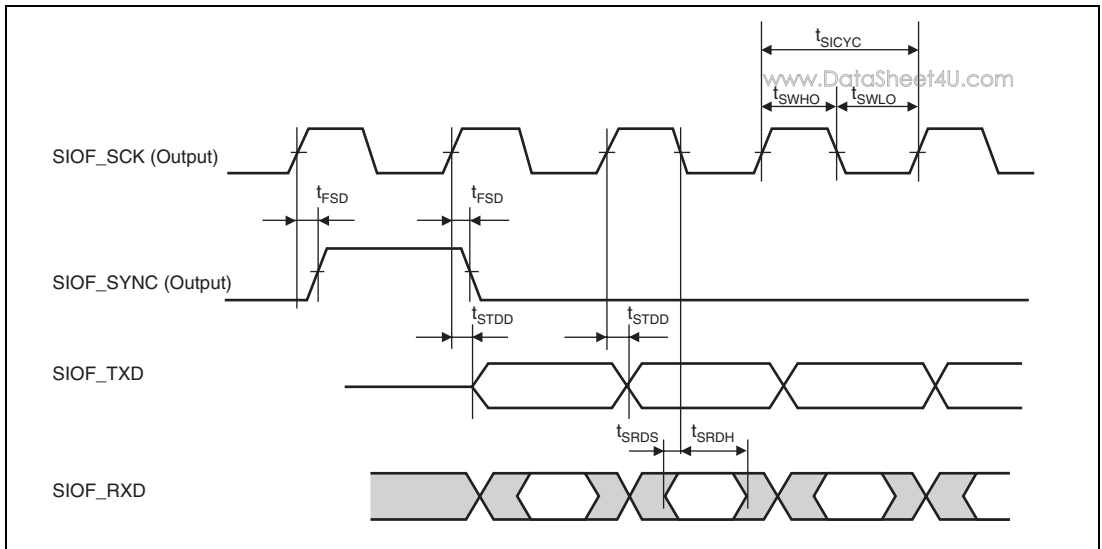 tSICYC
www.DataSheet4U.com
tSWHO tSWLO
SIOF_SCK (Output)
tFSD tFSD
SIOF_SYNC (Output)
tSTDD tSTDD
SIOF_TXD
tSRDS tSRDH
SIOF_RXD